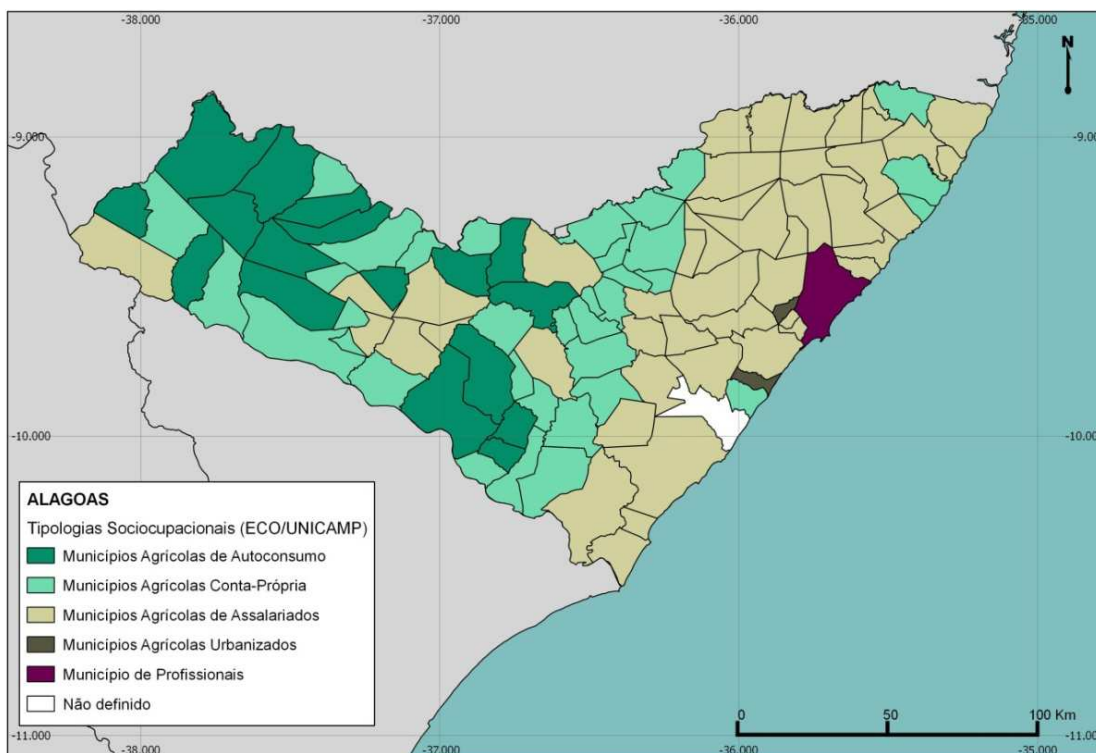 -38.000 -37.000 -36.000 -35.000
N
-9.000 -9.000
-10.000 -10.000
ALAGOAS
Tipologias Sociocupacionais (ECO/UNICAMP)
Municípios Agrícolas de Autoconsumo
Municípios Agrícolas Conta-Própria
Municípios Agrícolas de Assalariados
Municípios Agrícolas Urbanizados
Município de Profissionais
Não definido
0 50 100 Km
-11.000 -11.000
-38.000 -37.000 -36.000 -35.000